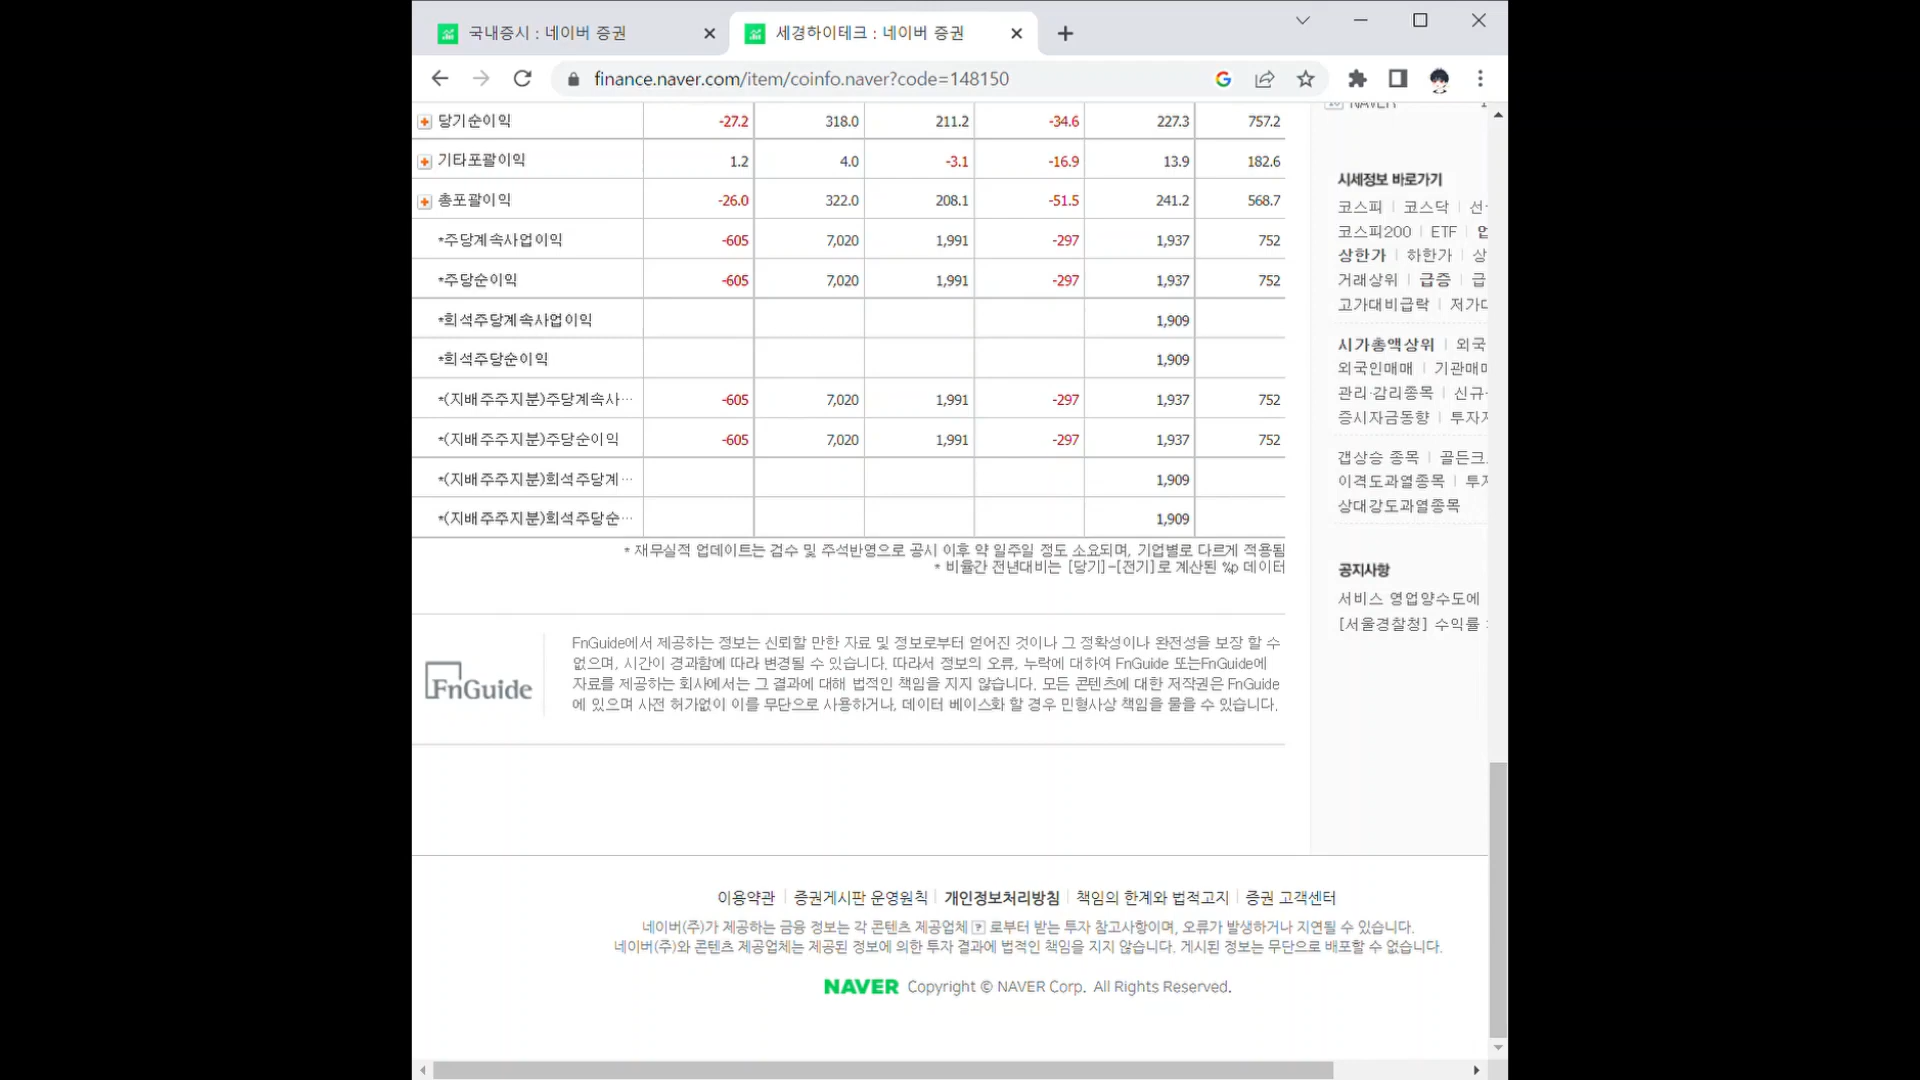 국내증시 : 네이버 증권
세경하이테크 : 네이버 증권
finance.naver.com/item/coinfo.naver?code=148150
당기순이익 -27.2 318.0 211.2 -34.6 227.3 757.2
기타포괄이익 1.2 4.0 -3.1 -16.9 13.9 182.6
총포괄이익 -26.0 322.0 208.1 -51.5 241.2 568.7
*주당계속사업이익 -605 7,020 1,991 -297 1,937 752
*주당순이익 -605 7,020 1,991 -297 1,937 752
*희석주당계속사업이익 1,909
*희석주당순이익 1,909
*(지배주주지분)주당계속사… -605 7,020 1,991 -297 1,937 752
*(지배주주지분)주당순이익 -605 7,020 1,991 -297 1,937 752
*(지배주주지분)희석주당계… 1,909
*(지배주주지분)희석주당순… 1,909
* 재무실적 업데이트는 검수 및 주석반영으로 공시 이후 약 일주일 정도 소요되며, 기업별로 다르게 적용됨
* 비율간 전년대비는 [당기]-[전기]로 계산된 %p 데이터
FnGuide
FnGuide에서 제공하는 정보는 신뢰할 만한 자료 및 정보로부터 얻어진 것이나 그 정확성이나 완전성을 보장 할 수
없으며, 시간이 경과함에 따라 변경될 수 있습니다. 따라서 정보의 오류, 누락에 대하여 FnGuide 또는FnGuide에
자료를 제공하는 회사에서는 그 결과에 대해 법적인 책임을 지지 않습니다. 모든 콘텐츠에 대한 저작권은 FnGuide
에 있으며 사전 허가없이 이를 무단으로 사용하거나, 데이터 베이스화 할 경우 민형사상 책임을 물을 수 있습니다.
시세정보 바로가기
코스피 코스닥 선
코스피200 ETF
상한가 하한가 상
거래상위 급증 급
고가대비급락
시가총액상위 외국
외국인매매
관리·감리종목 신규
증시자금동향
갭상승 종목
이격도과열종목
상대강도과열종목
공지사항
서비스 영업양수도에
[서울경찰청] 수익률
이용약관 증권게시판 운영원칙 개인정보처리방침 책임의 한계와 법적고지 증권 고객센터
네이버(주)가 제공하는 금융 정보는 각 콘텐츠 제공업체 ? 로부터 받는 투자 참고사항이며, 오류가 발생하거나 지연될 수 있습니다.
네이버(주)와 콘텐츠 제공업체는 제공된 정보에 의한 투자 결과에 법적인 책임을 지지 않습니다. 게시된 정보는 무단으로 배포할 수 없습니다.
NAVER Copyright © NAVER Corp. All Rights Reserved.